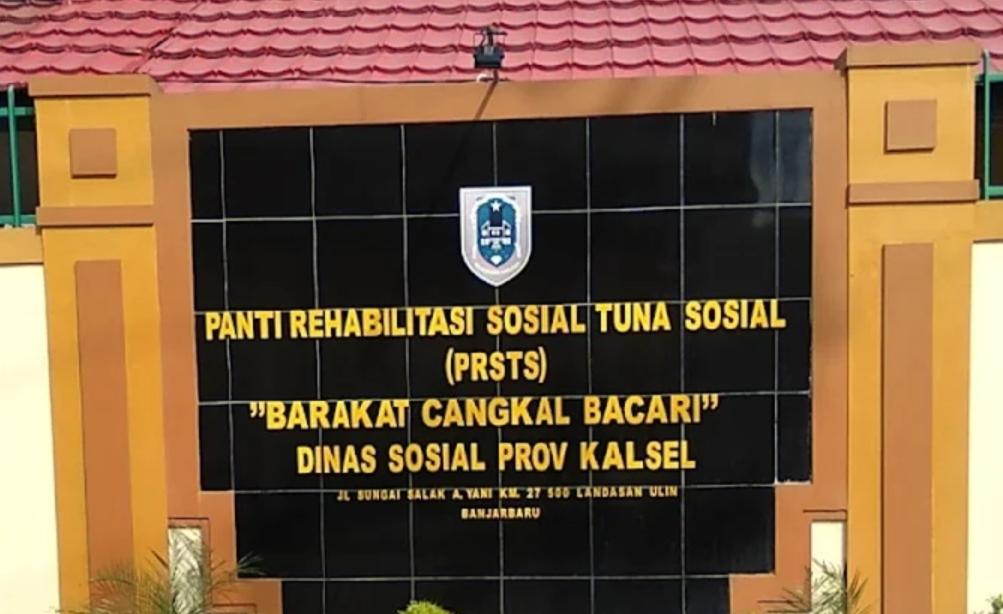 PANTI REHABILITASI SOSIAL TUNA SOSIAL
(PRSTS)
"BARAKAT CANGKAL BACARI"
DINAS SOSIAL PROV KALSEL
JL SUNGAI SALAK A. YANI KM. 27 500 LANDASAN ULIN
BANJARBARU